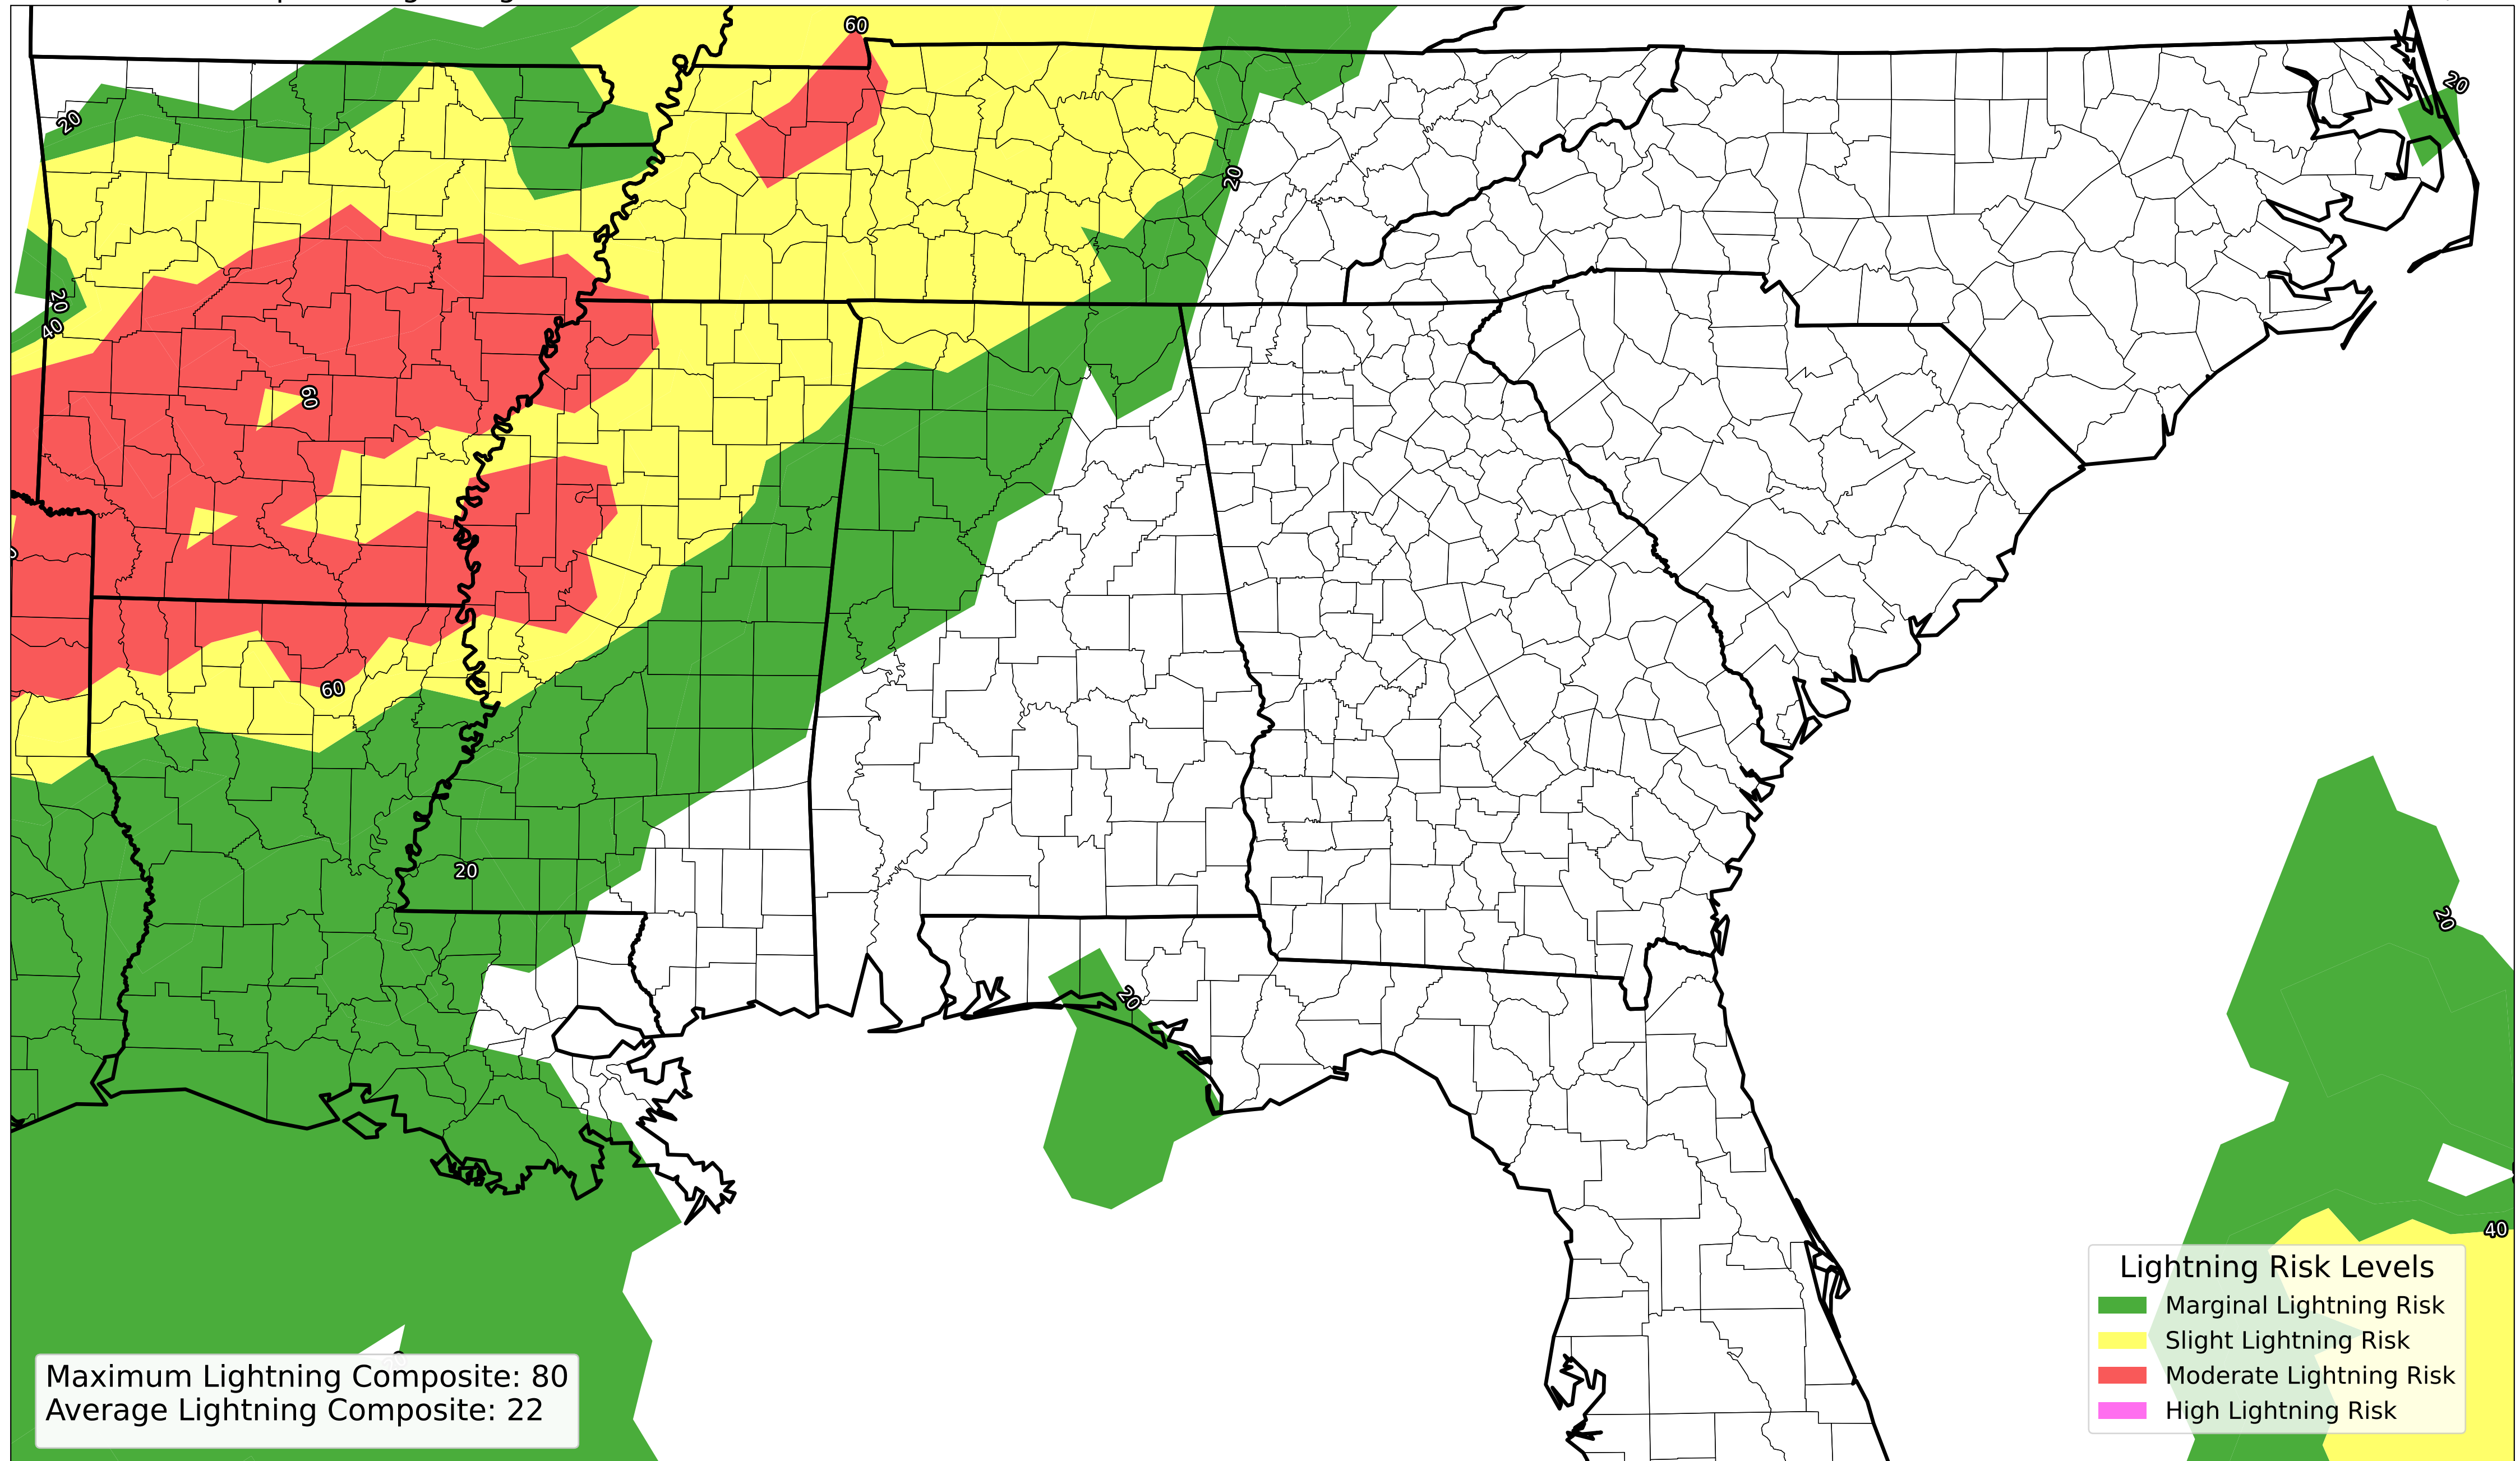 60
20
20
20
20
40
60
60
20
20
20
40
Lightning Risk Levels
Marginal Lightning Risk
Slight Lightning Risk
Moderate Lightning Risk
High Lightning Risk
Maximum Lightning Composite: 80
Average Lightning Composite: 22